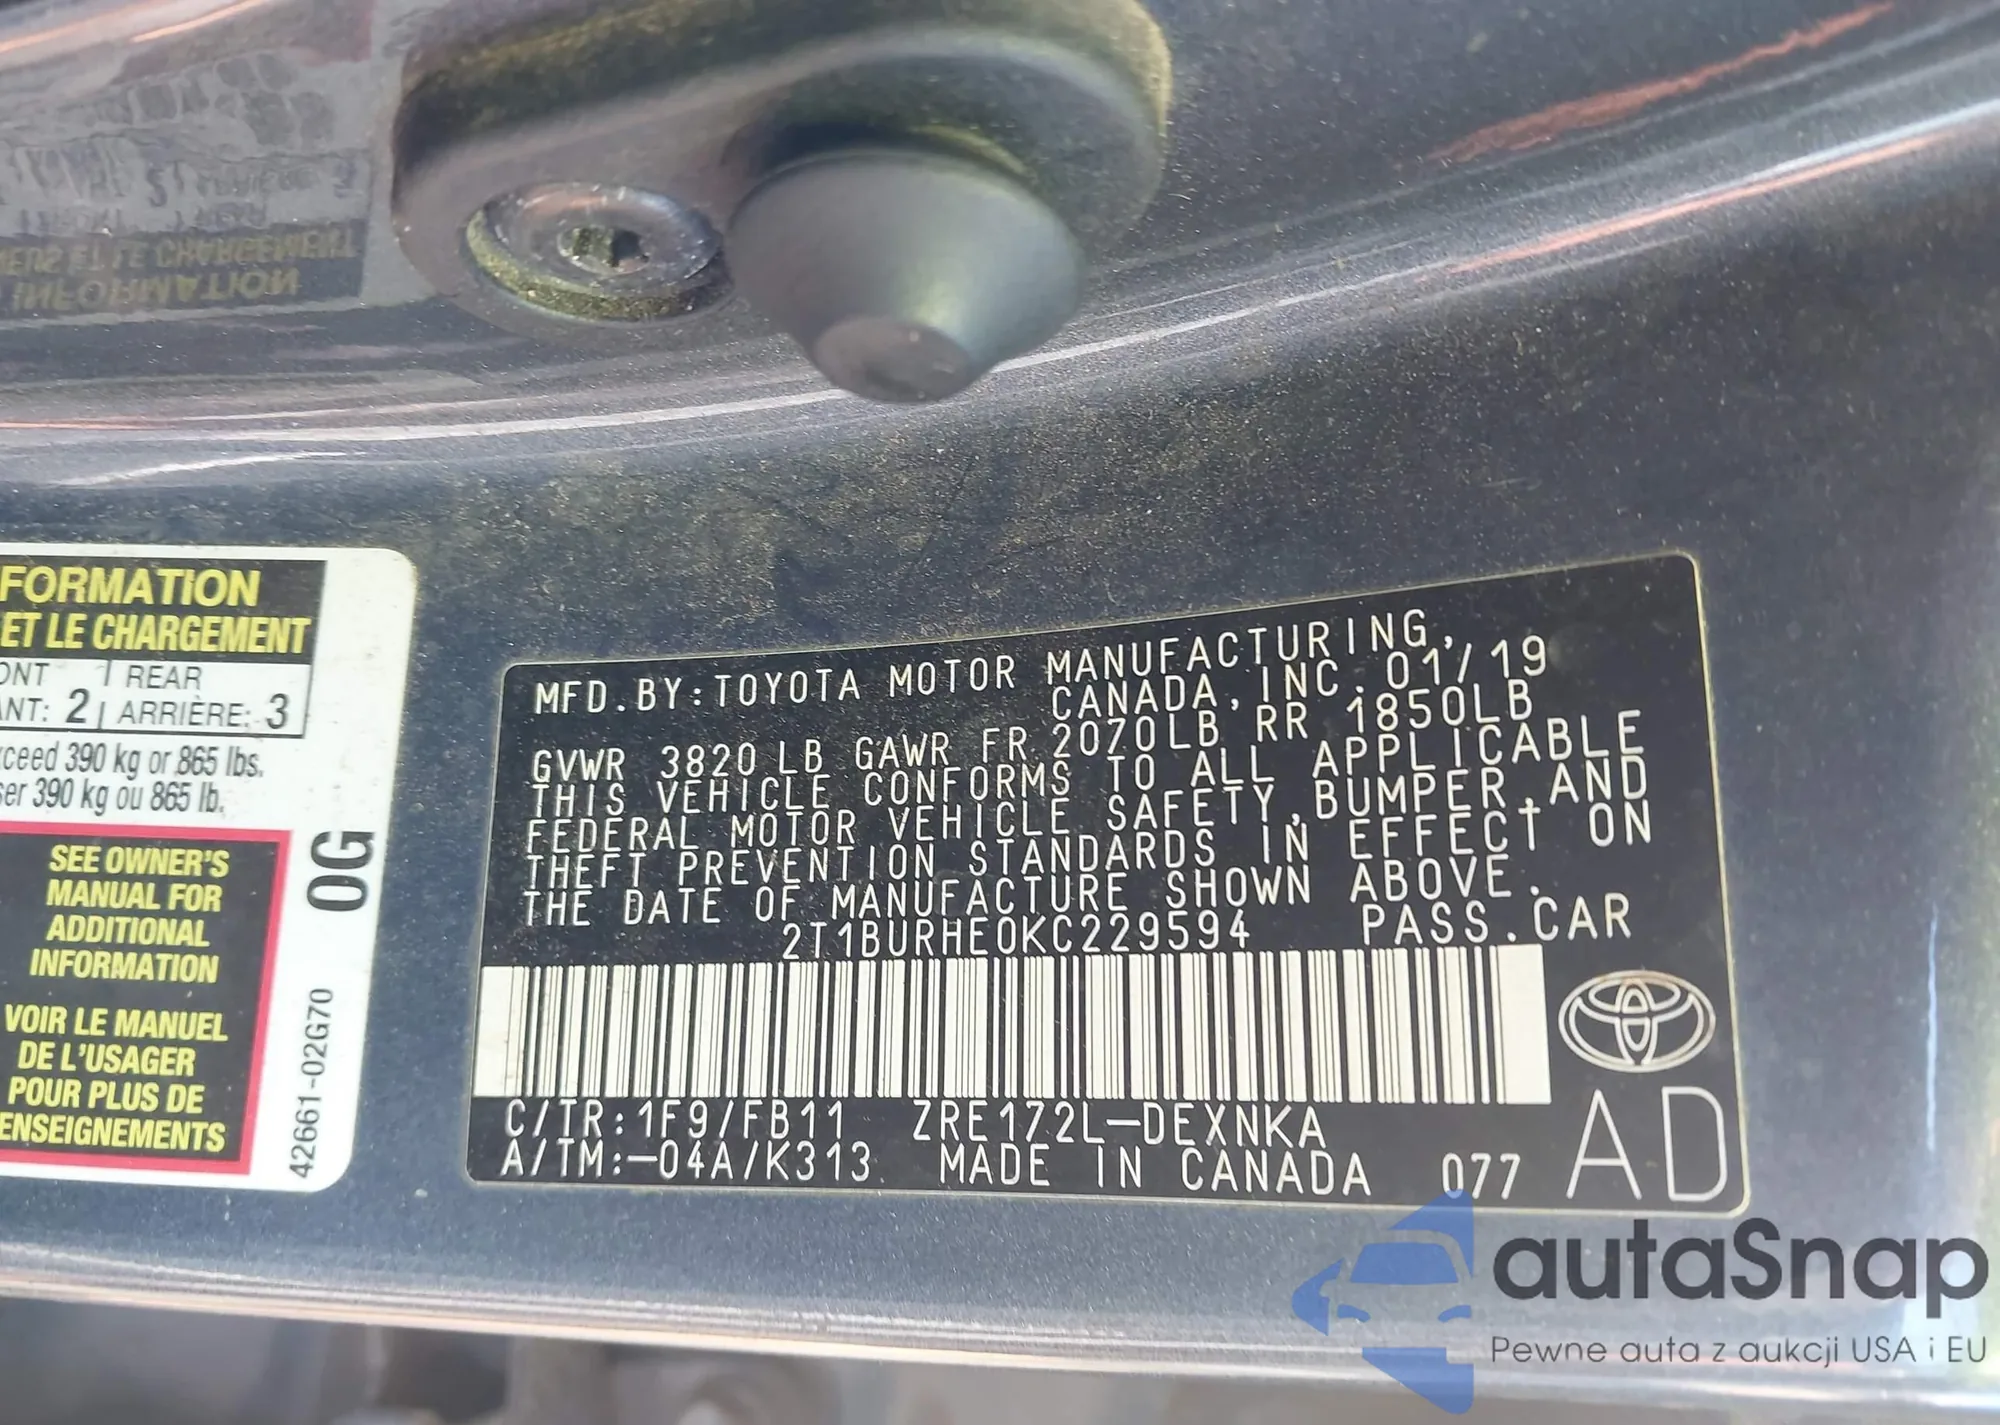 FORMATION
ET LE CHARGEMENT
ONT | REAR
ANT: 2 | ARRIÈRE: 3
xceed 390 kg or 865 lbs.
ser 390 kg ou 865 lb.
SEE OWNER'S
MANUAL FOR
ADDITIONAL
INFORMATION
VOIR LE MANUEL
DE L'USAGER
POUR PLUS DE
ENSEIGNEMENTS
0G
42661-02G70
MFD.BY:TOYOTA MOTOR MANUFACTURING,
CANADA,INC.01/19
GVWR 3820LB GAWR FR 2070LB RR 1850LB
THIS VEHICLE CONFORMS TO ALL APPLICABLE
FEDERAL MOTOR VEHICLE SAFETY,BUMPER,AND
THEFT PREVENTION STANDARDS IN EFFECT ON
THE DATE OF MANUFACTURE SHOWN ABOVE.
2T1BURHE0KC229594 PASS.CAR
C/TR:1F9/FB11 ZRE172L-DEXNKA
A/TM:-04A/K313 MADE IN CANADA 077
AD
autaSnap
Pewne auta z aukcji USA i EU